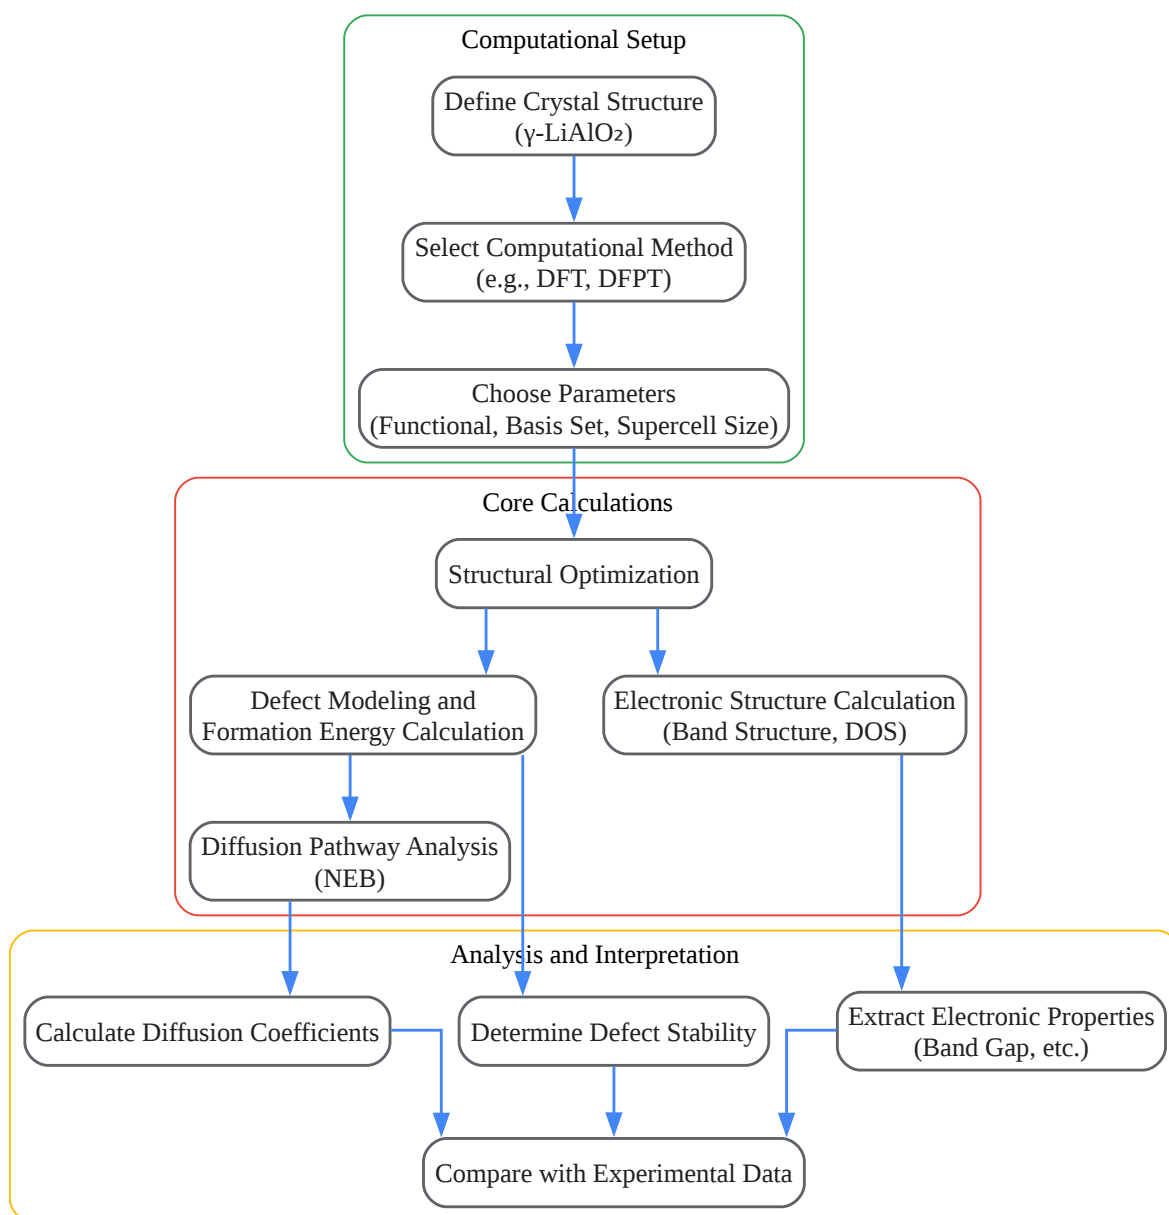 Computational Setup
Define Crystal Structure
(γ-LiAlO₂)
Select Computational Method
(e.g., DFT, DFPT)
Choose Parameters
(Functional, Basis Set, Supercell Size)
Core Calculations
Structural Optimization
Defect Modeling and
Formation Energy Calculation
Electronic Structure Calculation
(Band Structure, DOS)
Diffusion Pathway Analysis
(NEB)
Analysis and Interpretation
Calculate Diffusion Coefficients
Determine Defect Stability
Extract Electronic Properties
(Band Gap, etc.)
Compare with Experimental Data